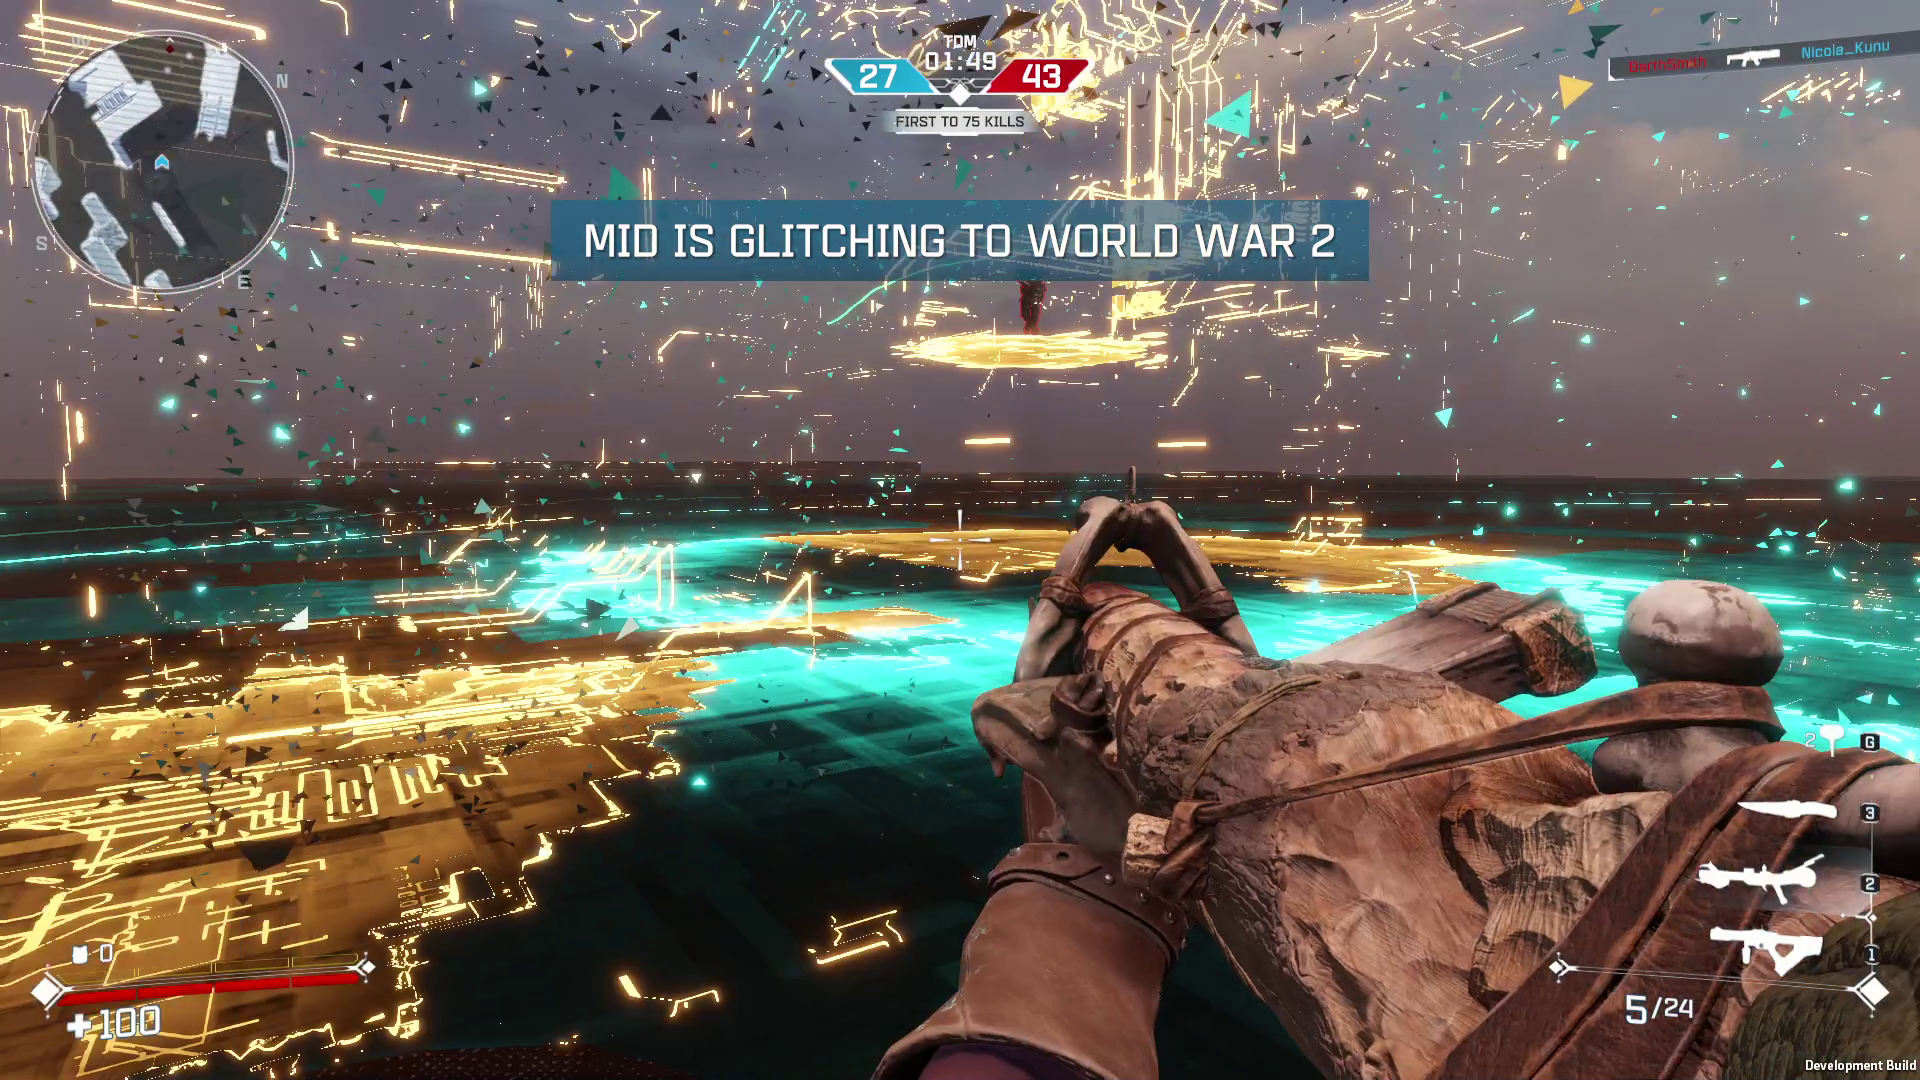 N
S
E
TDM
01:49
27
43
FIRST TO 75 KILLS
DarthSmith
Nicola_Kunu
MID IS GLITCHING TO WORLD WAR 2
2
G
3
2
1
5/24
0
100
Development Build